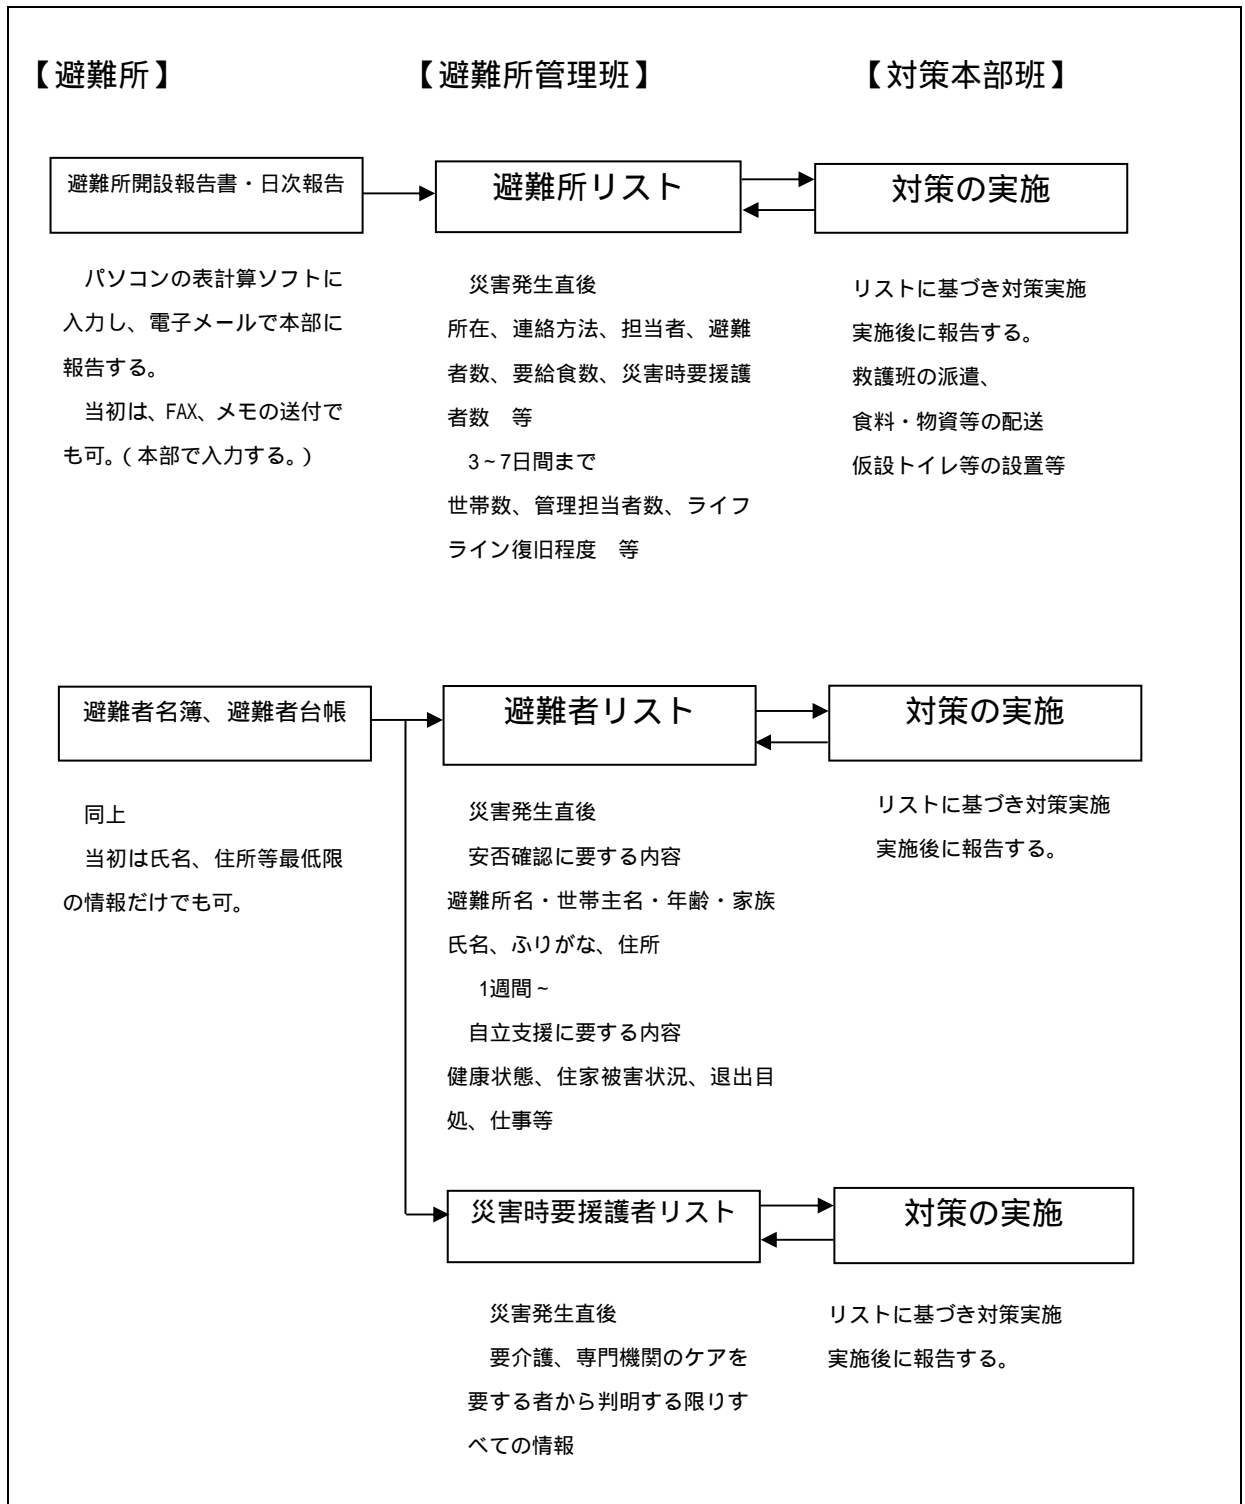 【避難所】
【避難所管理班】
【対策本部班】
避難所開設報告書・日次報告
避難所リスト
対策の実施
パソコンの表計算ソフトに
入力し、電子メールで本部に
報告する。
当初は、FAX、メモの送付で
も可。(本部で入力する。)
災害発生直後
所在、連絡方法、担当者、避難
者数、要給食数、災害時要援護
者数　等
3~7日間まで
世帯数、管理担当者数、ライフ
ライン復旧程度　等
リストに基づき対策実施
実施後に報告する。
救護班の派遣、
食料・物資等の配送
仮設トイレ等の設置等
避難者名簿、避難者台帳
避難者リスト
対策の実施
同上
当初は氏名、住所等最低限
の情報だけでも可。
災害発生直後
安否確認に要する内容
避難所名・世帯主名・年齢・家族
氏名、ふりがな、住所
1週間~
自立支援に要する内容
健康状態、住家被害状況、退出目
処、仕事等
リストに基づき対策実施
実施後に報告する。
災害時要援護者リスト
対策の実施
災害発生直後
要介護、専門機関のケアを
要する者から判明する限りす
べての情報
リストに基づき対策実施
実施後に報告する。